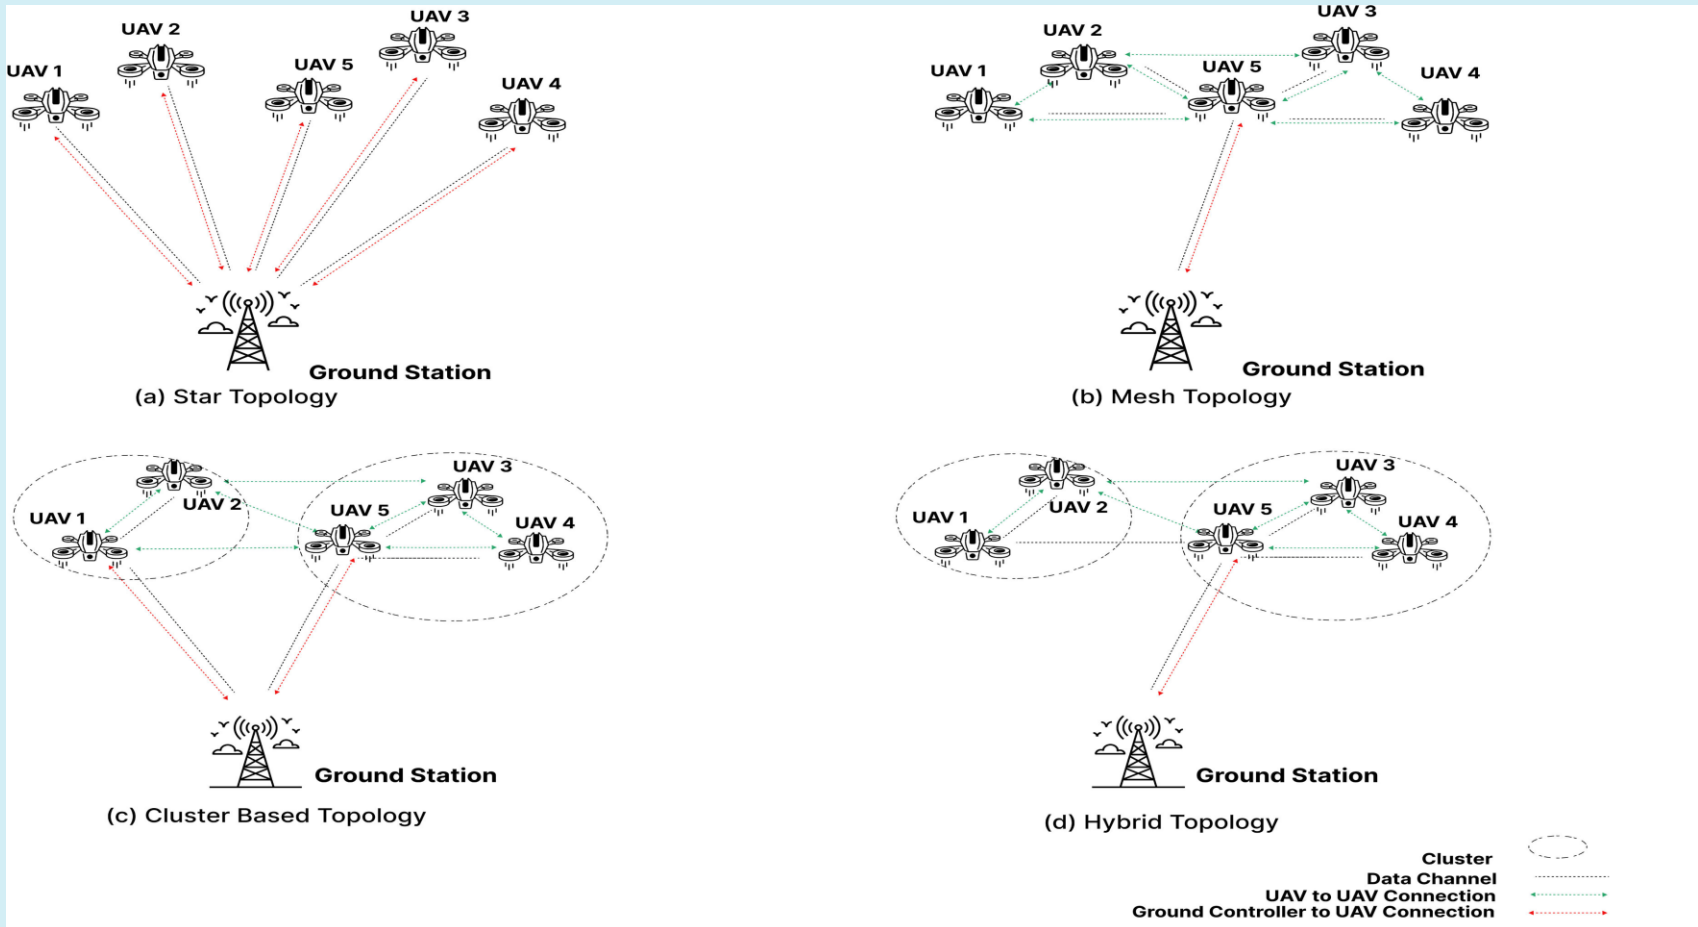 UAV 1
UAV 2
UAV 5
UAV 3
UAV 4
Ground Station
(a) Star Topology
UAV 1
UAV 2
UAV 5
UAV 3
UAV 4
Ground Station
(b) Mesh Topology
UAV 1
UAV 2
UAV 5
UAV 3
UAV 4
Ground Station
(c) Cluster Based Topology
UAV 1
UAV 2
UAV 5
UAV 3
UAV 4
Ground Station
(d) Hybrid Topology
Cluster
Data Channel
UAV to UAV Connection
Ground Controller to UAV Connection